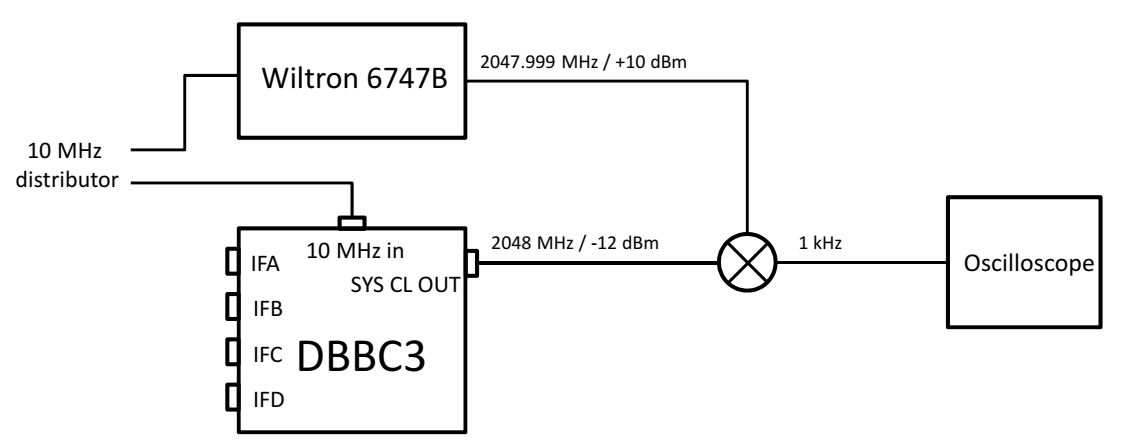 Wiltron 6747B
2047.999 MHz / +10 dBm
10 MHz
distributor
10 MHz in
SYS CL OUT
IFA
IFB
IFC
IFD
DBBC3
2048 MHz / -12 dBm
1 kHz
Oscilloscope